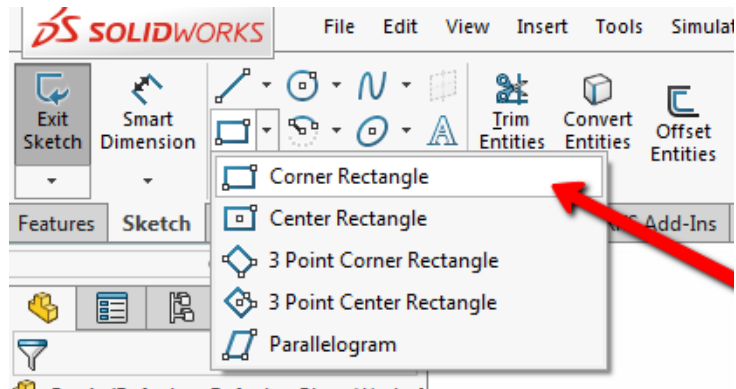 SOLIDWORKS File Edit View Insert Tools
Exit Sketch
Smart Dimension
Trim Entities
Convert Entities
Offset Entities
Corner Rectangle
Center Rectangle
3 Point Corner Rectangle
3 Point Center Rectangle
Parallelogram
Features Sketch Add-Ins